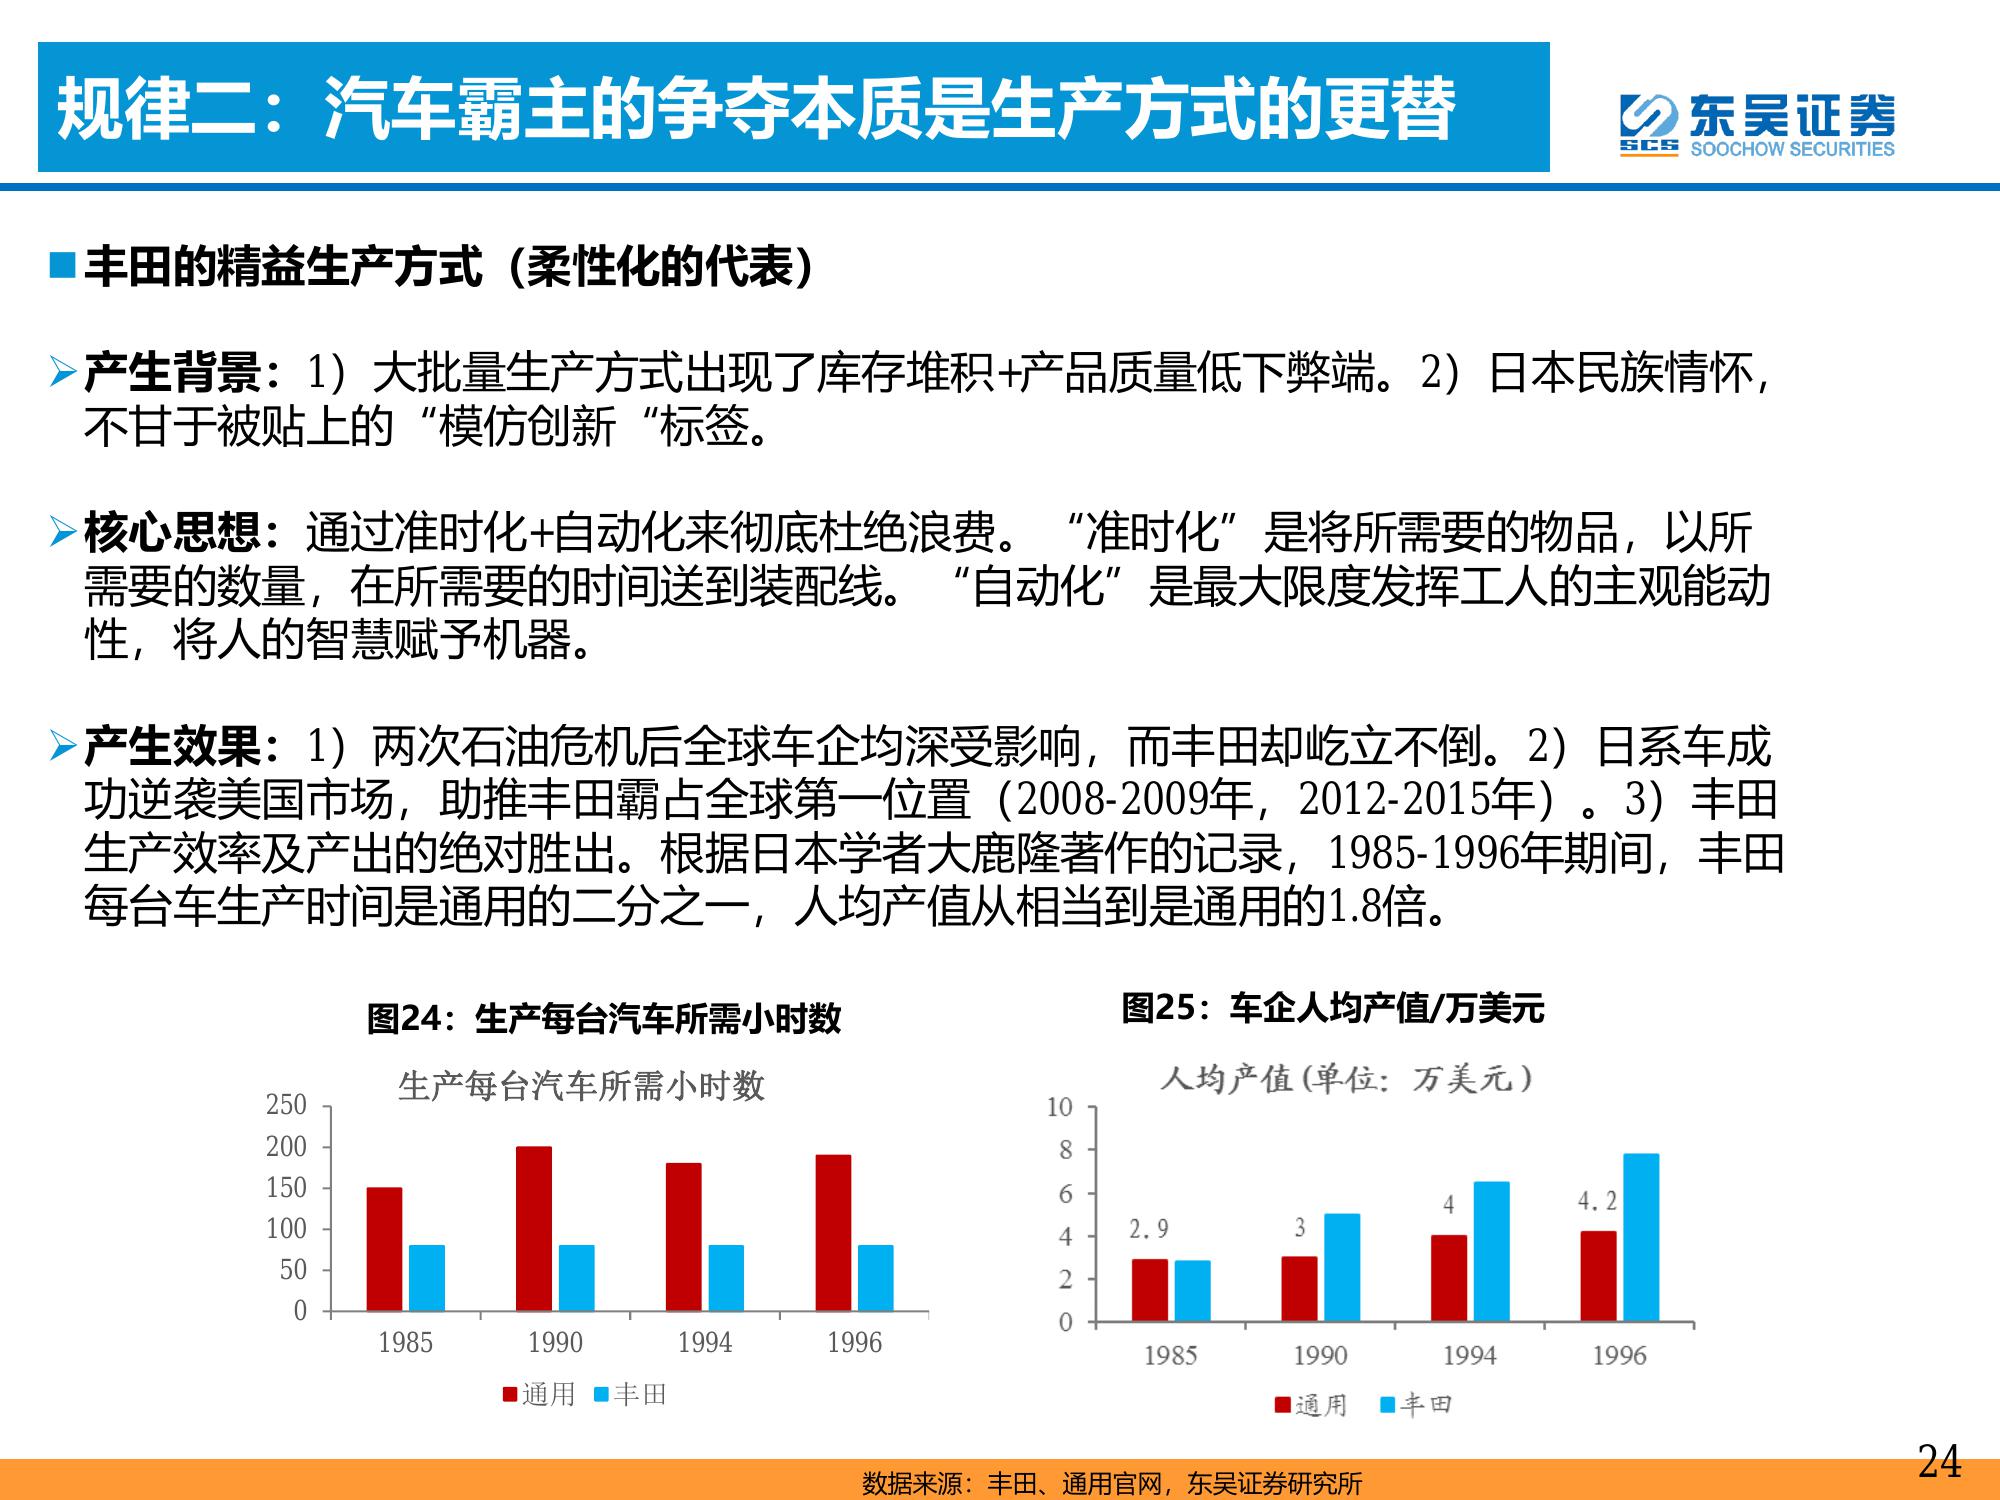 规律二：汽车霸主的争夺本质是生产方式的更替
东吴证券
SCS SOOCHOW SECURITIES
丰田的精益生产方式（柔性化的代表）
产生背景：1）大批量生产方式出现了库存堆积+产品质量低下弊端。2）日本民族情怀，
不甘于被贴上的“模仿创新“标签。
核心思想：通过准时化+自动化来彻底杜绝浪费。“准时化”是将所需要的物品，以所
需要的数量，在所需要的时间送到装配线。“自动化”是最大限度发挥工人的主观能动
性，将人的智慧赋予机器。
产生效果：1）两次石油危机后全球车企均深受影响，而丰田却屹立不倒。2）日系车成
功逆袭美国市场，助推丰田霸占全球第一位置（2008-2009年，2012-2015年）。3）丰田
生产效率及产出的绝对胜出。根据日本学者大鹿隆著作的记录，1985-1996年期间，丰田
每台车生产时间是通用的二分之一，人均产值从相当到是通用的1.8倍。
图24：生产每台汽车所需小时数
生产每台汽车所需小时数
250
200
150
100
50
0
1985 1990 1994 1996
通用 丰田
图25：车企人均产值/万美元
人均产值(单位：万美元)
10
8
6
4
2
0
2.9 3 4 4.2
1985 1990 1994 1996
通用 丰田
数据来源：丰田、通用官网，东吴证券研究所
24